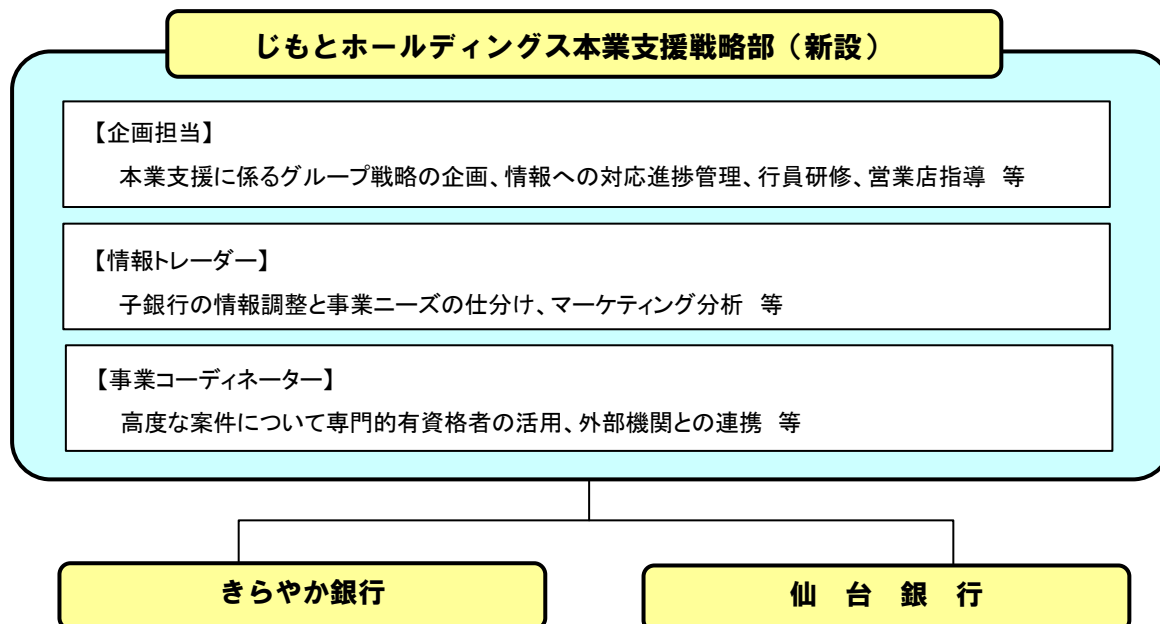 じもとホールディングス本業支援戦略部（新設）
【企画担当】
本業支援に係るグループ戦略の企画、情報への対応進捗管理、行員研修、営業店指導　等
【情報トレーダー】
子銀行の情報調整と事業ニーズの仕分け、マーケティング分析　等
【事業コーディネーター】
高度な案件について専門的有資格者の活用、外部機関との連携　等
きらやか銀行
仙　台　銀　行